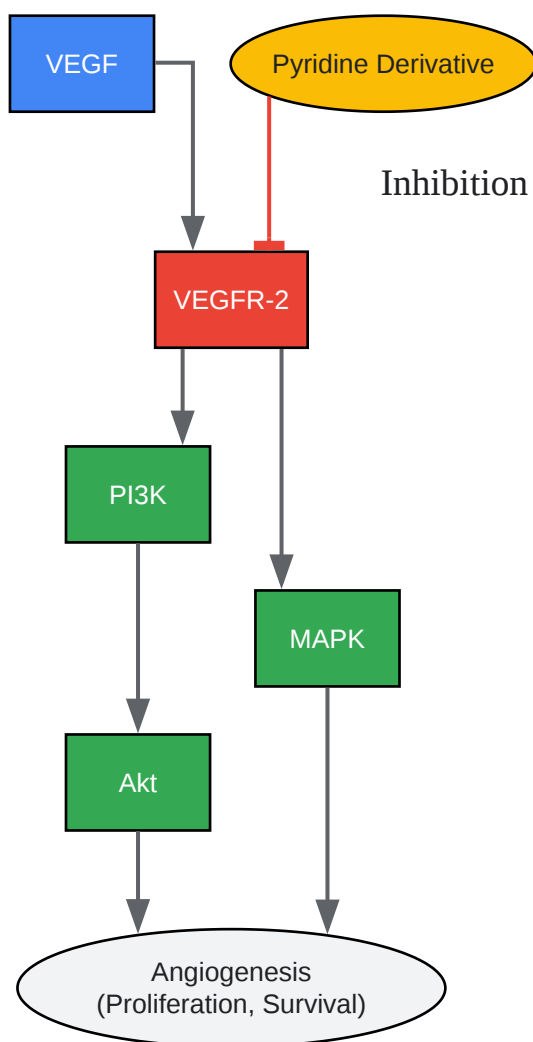 VEGF
Pyridine Derivative
Inhibition
VEGFR-2
PI3K
MAPK
Akt
Angiogenesis
(Proliferation, Survival)